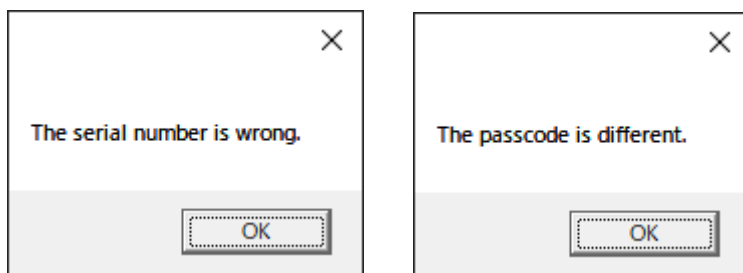 The serial number is wrong.
OK
The passcode is different.
OK